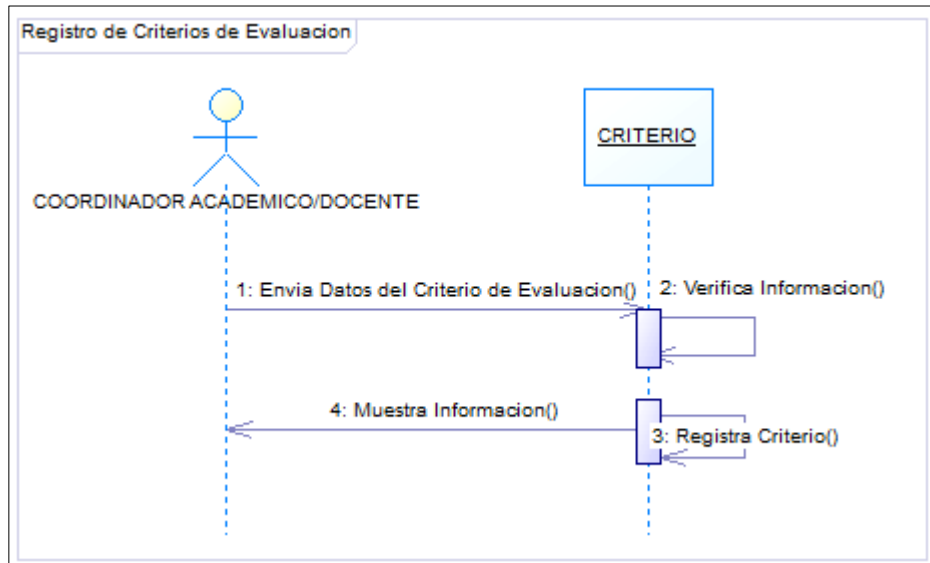 Registro de Criterios de Evaluacion
CRITERIO
COORDINADOR ACADEMICO/DOCENTE
1: Envia Datos del Criterio de Evaluacion()
2: Verifica Informacion()
4: Muestra Informacion()
3: Registra Criterio()